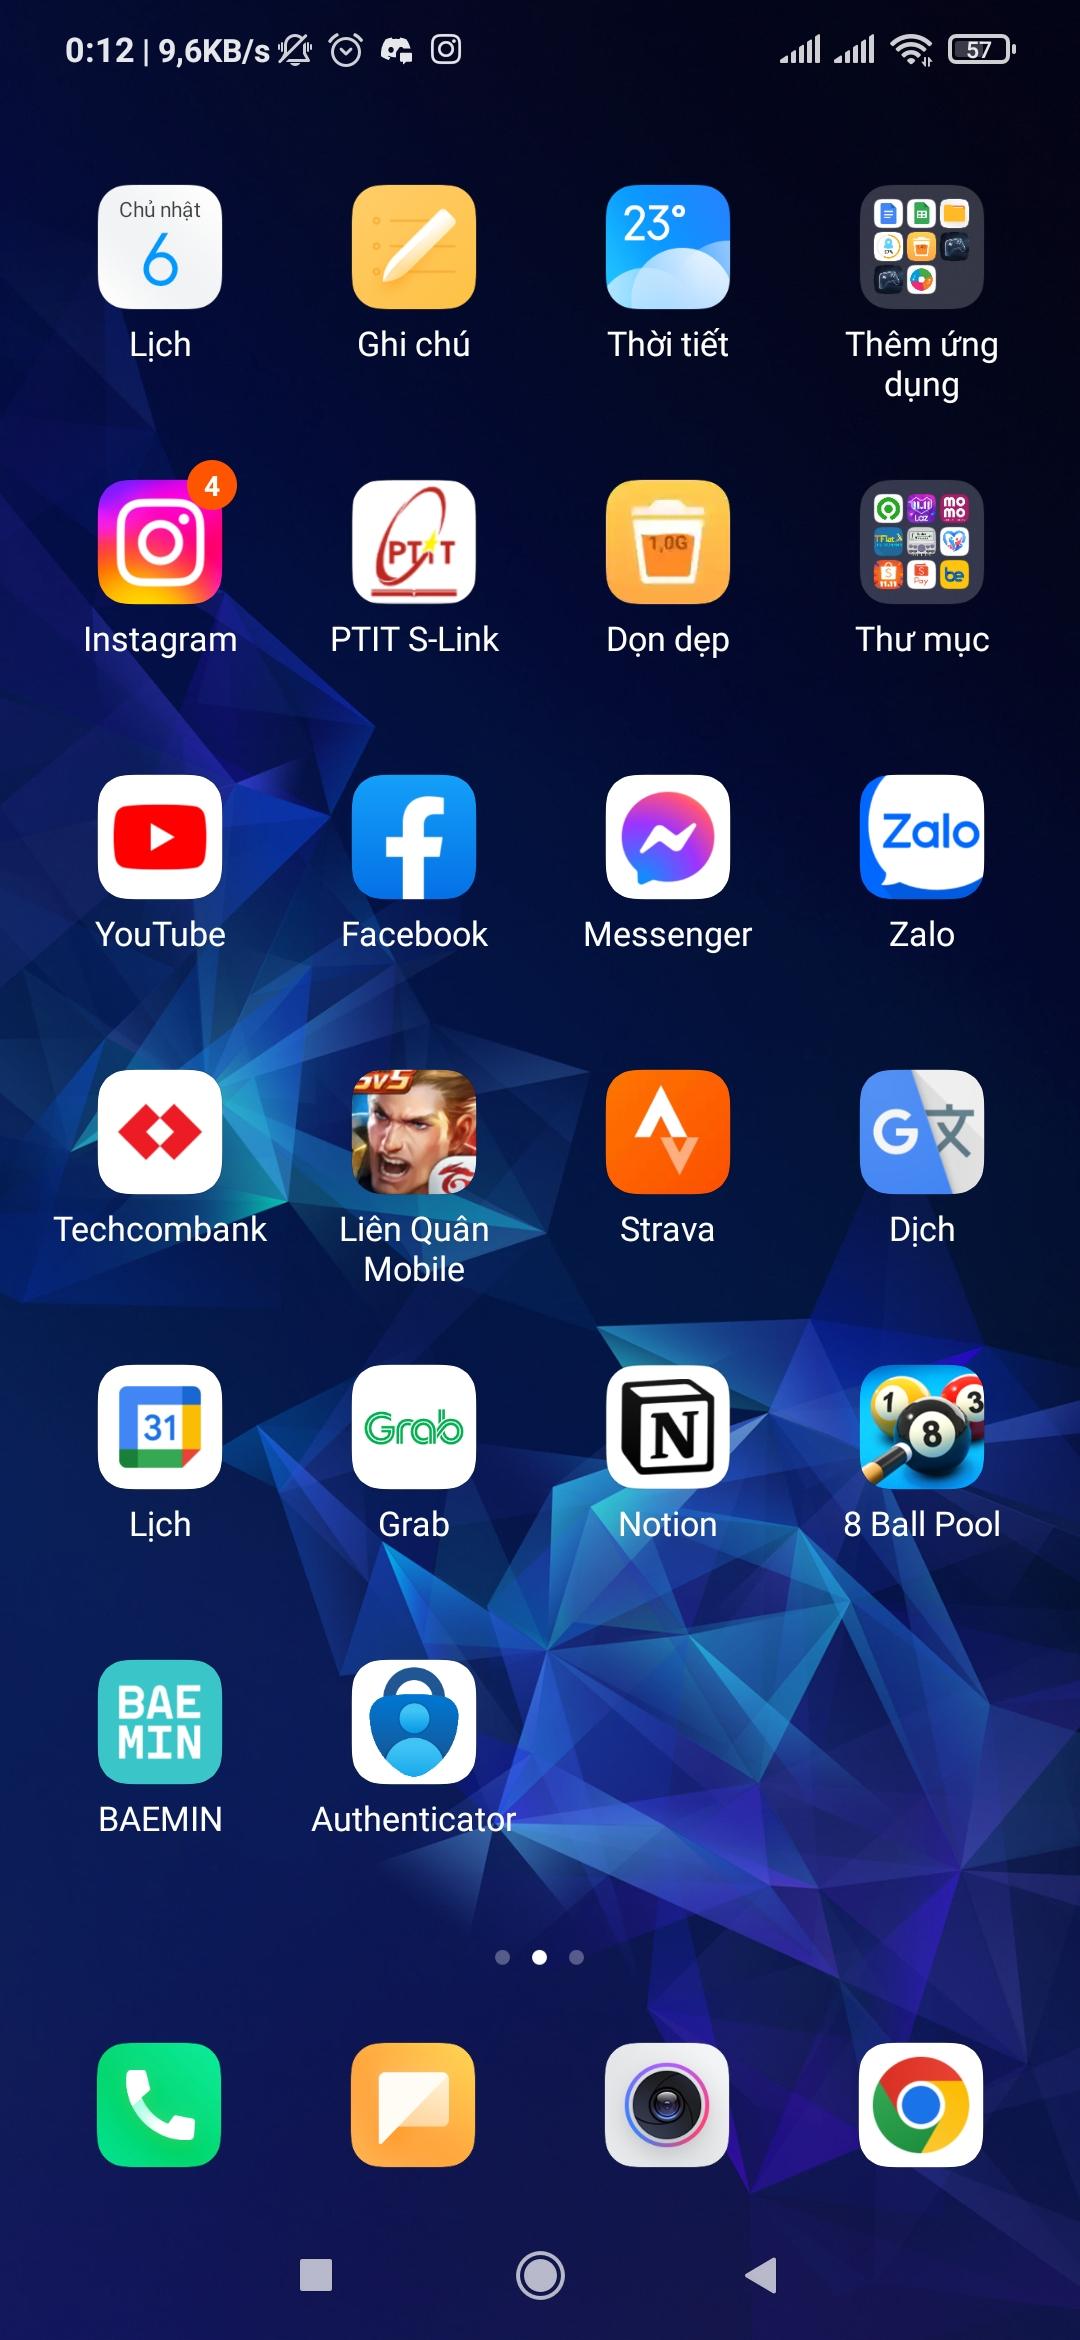 0:12 | 9,6KB/s
57
Chủ nhật
6
23°
Lịch
Ghi chú
Thời tiết
Thêm ứng
dụng
4
PTIT
1,0G
Instagram
PTIT S-Link
Dọn dẹp
Thư mục
Zalo
YouTube
Facebook
Messenger
Zalo
5v5
G文
Techcombank
Liên Quân
Mobile
Strava
Dịch
31
Grab
N
1
8
3
Lịch
Grab
Notion
8 Ball Pool
BAE
MIN
BAEMIN
Authenticator